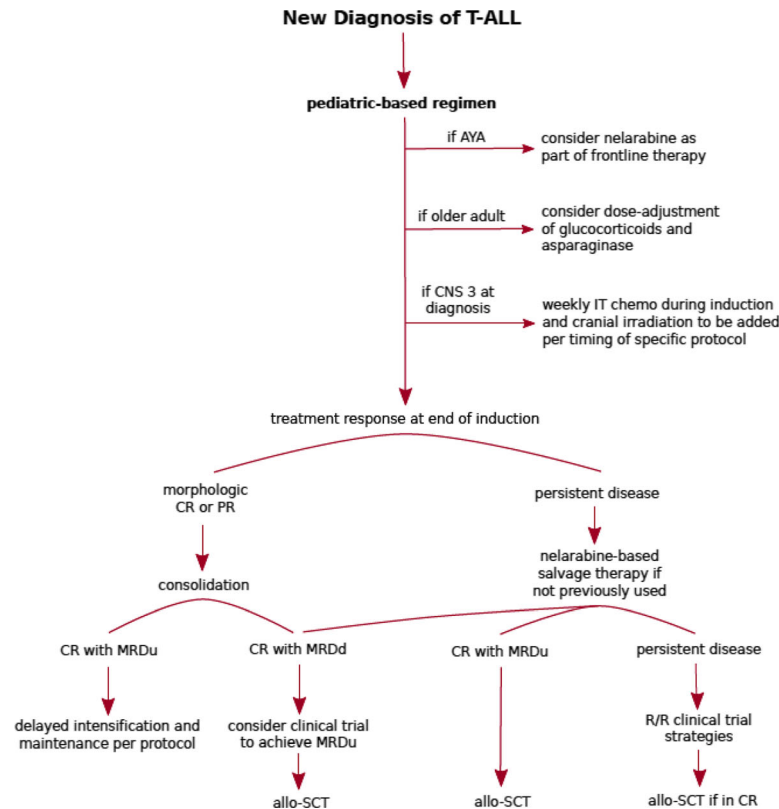 New Diagnosis of T-ALL
pediatric-based regimen
if AYA
consider nelarabine as
part of frontline therapy
if older adult
consider dose-adjustment
of glucocorticoids and
asparaginase
if CNS 3 at
diagnosis
weekly IT chemo during induction
and cranial irradiation to be added
per timing of specific protocol
treatment response at end of induction
morphologic
CR or PR
persistent disease
consolidation
nelarabine-based
salvage therapy if
not previously used
CR with MRDu
CR with MRDd
CR with MRDu
persistent disease
delayed intensification and
maintenance per protocol
consider clinical trial
to achieve MRDu
R/R clinical trial
strategies
allo-SCT
allo-SCT
allo-SCT if in CR